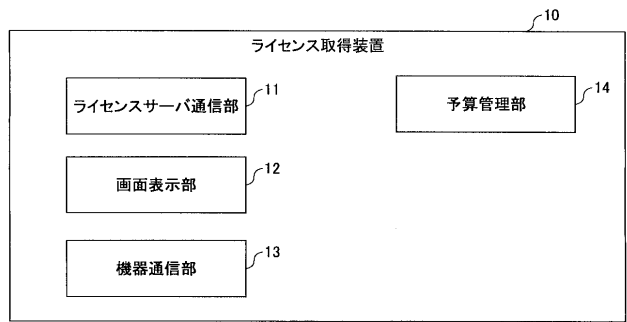 10
ライセンス取得装置
ライセンスサーバ通信部
11
予算管理部
14
画面表示部
12
機器通信部
13